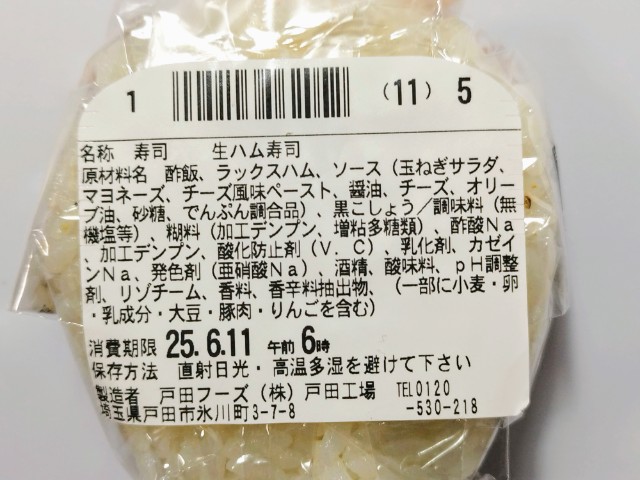 1 （11）5
名称 寿司 生ハム寿司
原材料名 酢飯、ラックスハム、ソース（玉ねぎサラダ、
マヨネーズ、チーズ風味ペースト、醤油、チーズ、オリー
ブ油、砂糖、でんぷん調合品）、黒こしょう／調味料（無
機塩等）、糊料（加工デンプン、増粘多糖類）、酢酸Na
、加工デンプン、酸化防止剤（V．C）、乳化剤、カゼイ
ンNa、発色剤（亜硝酸Na）、酒精、酸味料、pH調整
剤、リゾチーム、香料、香辛料抽出物、（一部に小麦・卵
・乳成分・大豆・豚肉・りんごを含む）
消費期限 25.6.11 午前 6時
保存方法 直射日光・高温多湿を避けて下さい
製造者 戸田フーズ（株）戸田工場 TEL0120
埼玉県戸田市氷川町3-7-8 -530-218